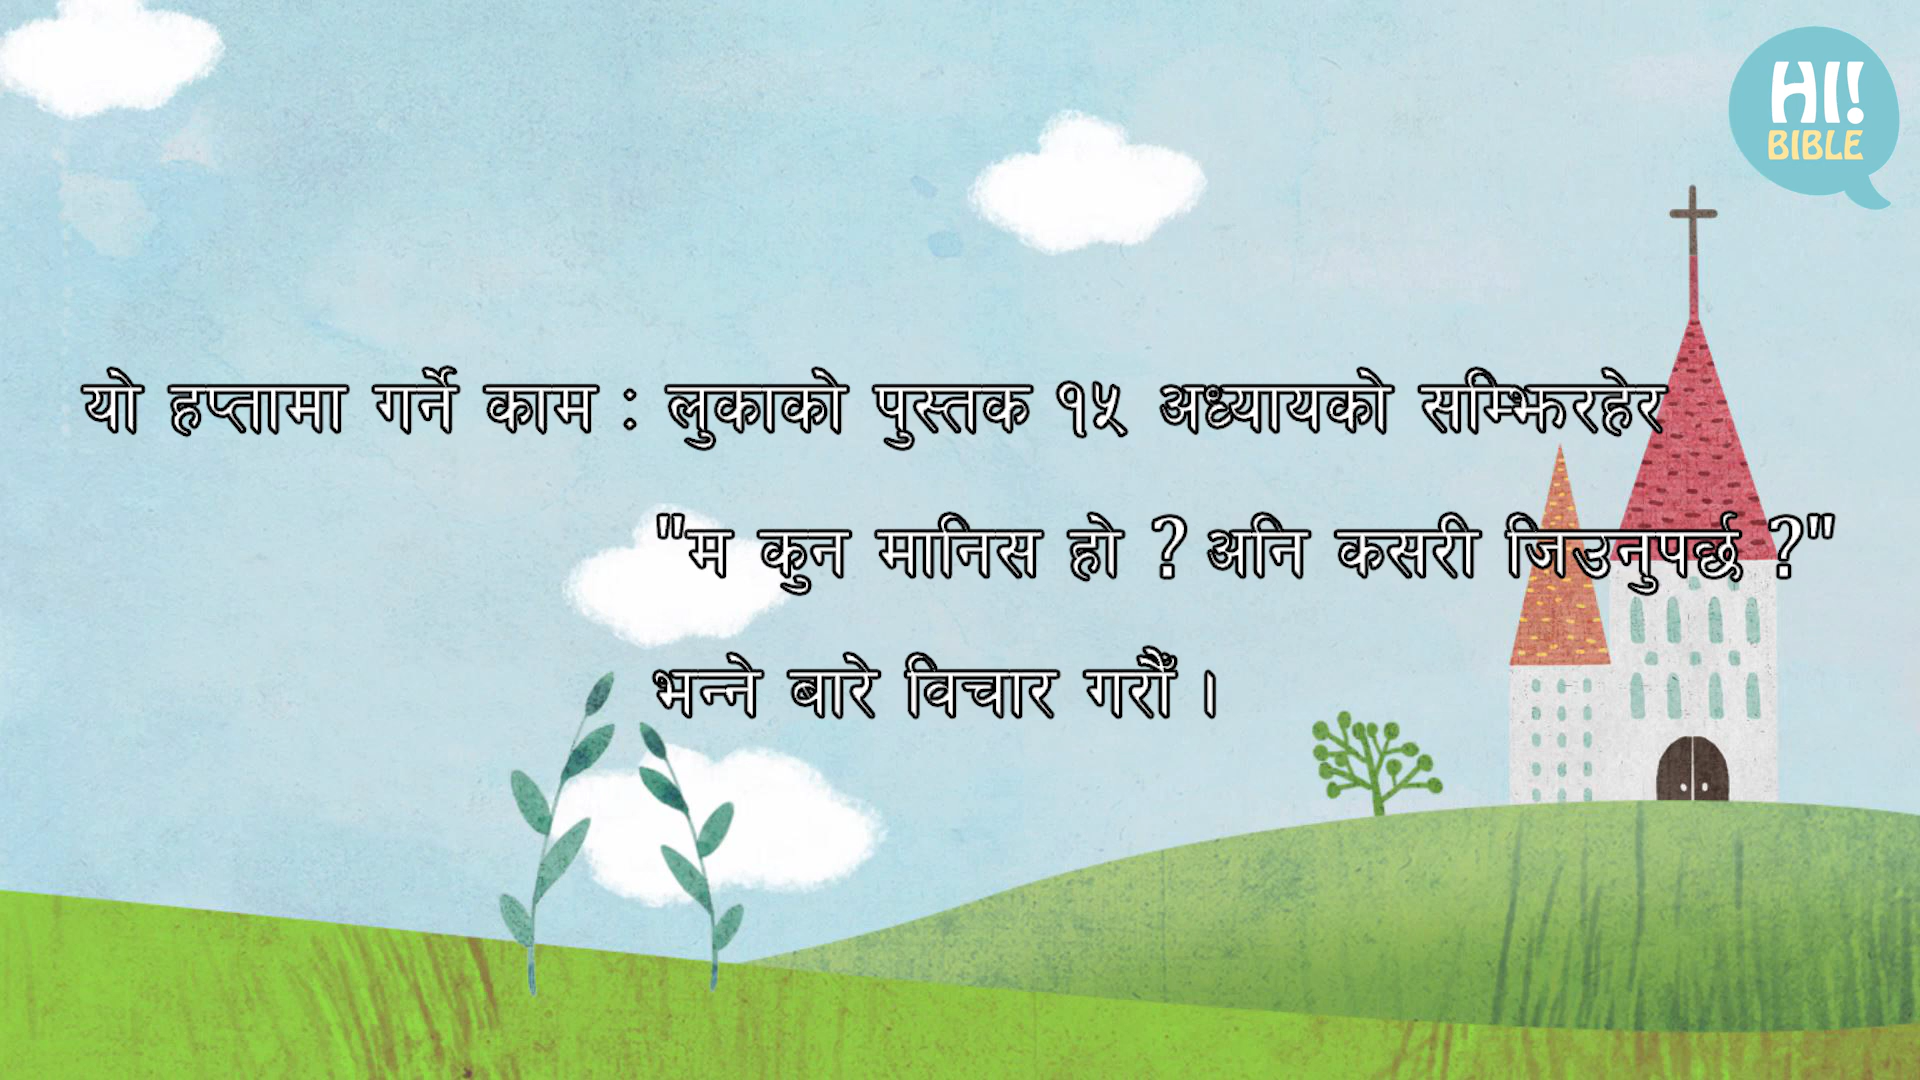 HI!
BIBLE
यो हप्तामा गर्ने काम : लुकाको पुस्तक १५ अध्यायको सम्झिरहेर
"म कुन मानिस हो ? अनि कसरी जिउनुपर्छ ?"
भन्ने बारे विचार गरौँ ।